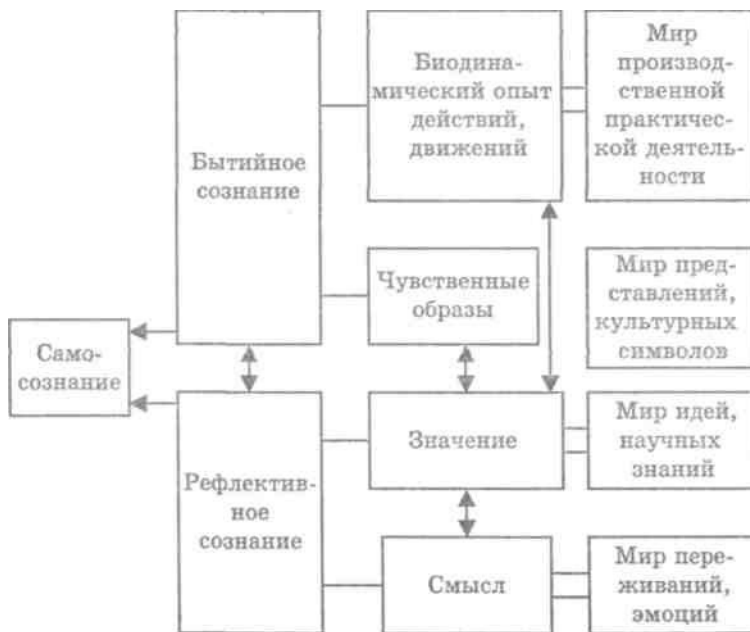 Бытийное
сознание
Биодина-
мический опыт
действий,
движений
Мир
производ-
ственной
практичес-
кой деятель-
ности
Чувственные
образы
Мир пред-
ставлений,
культурных
символов
Само-
сознание
Рефлектив-
ное
сознание
Значение
Мир идей,
научных
знаний
Смысл
Мир пере-
живаний,
эмоций